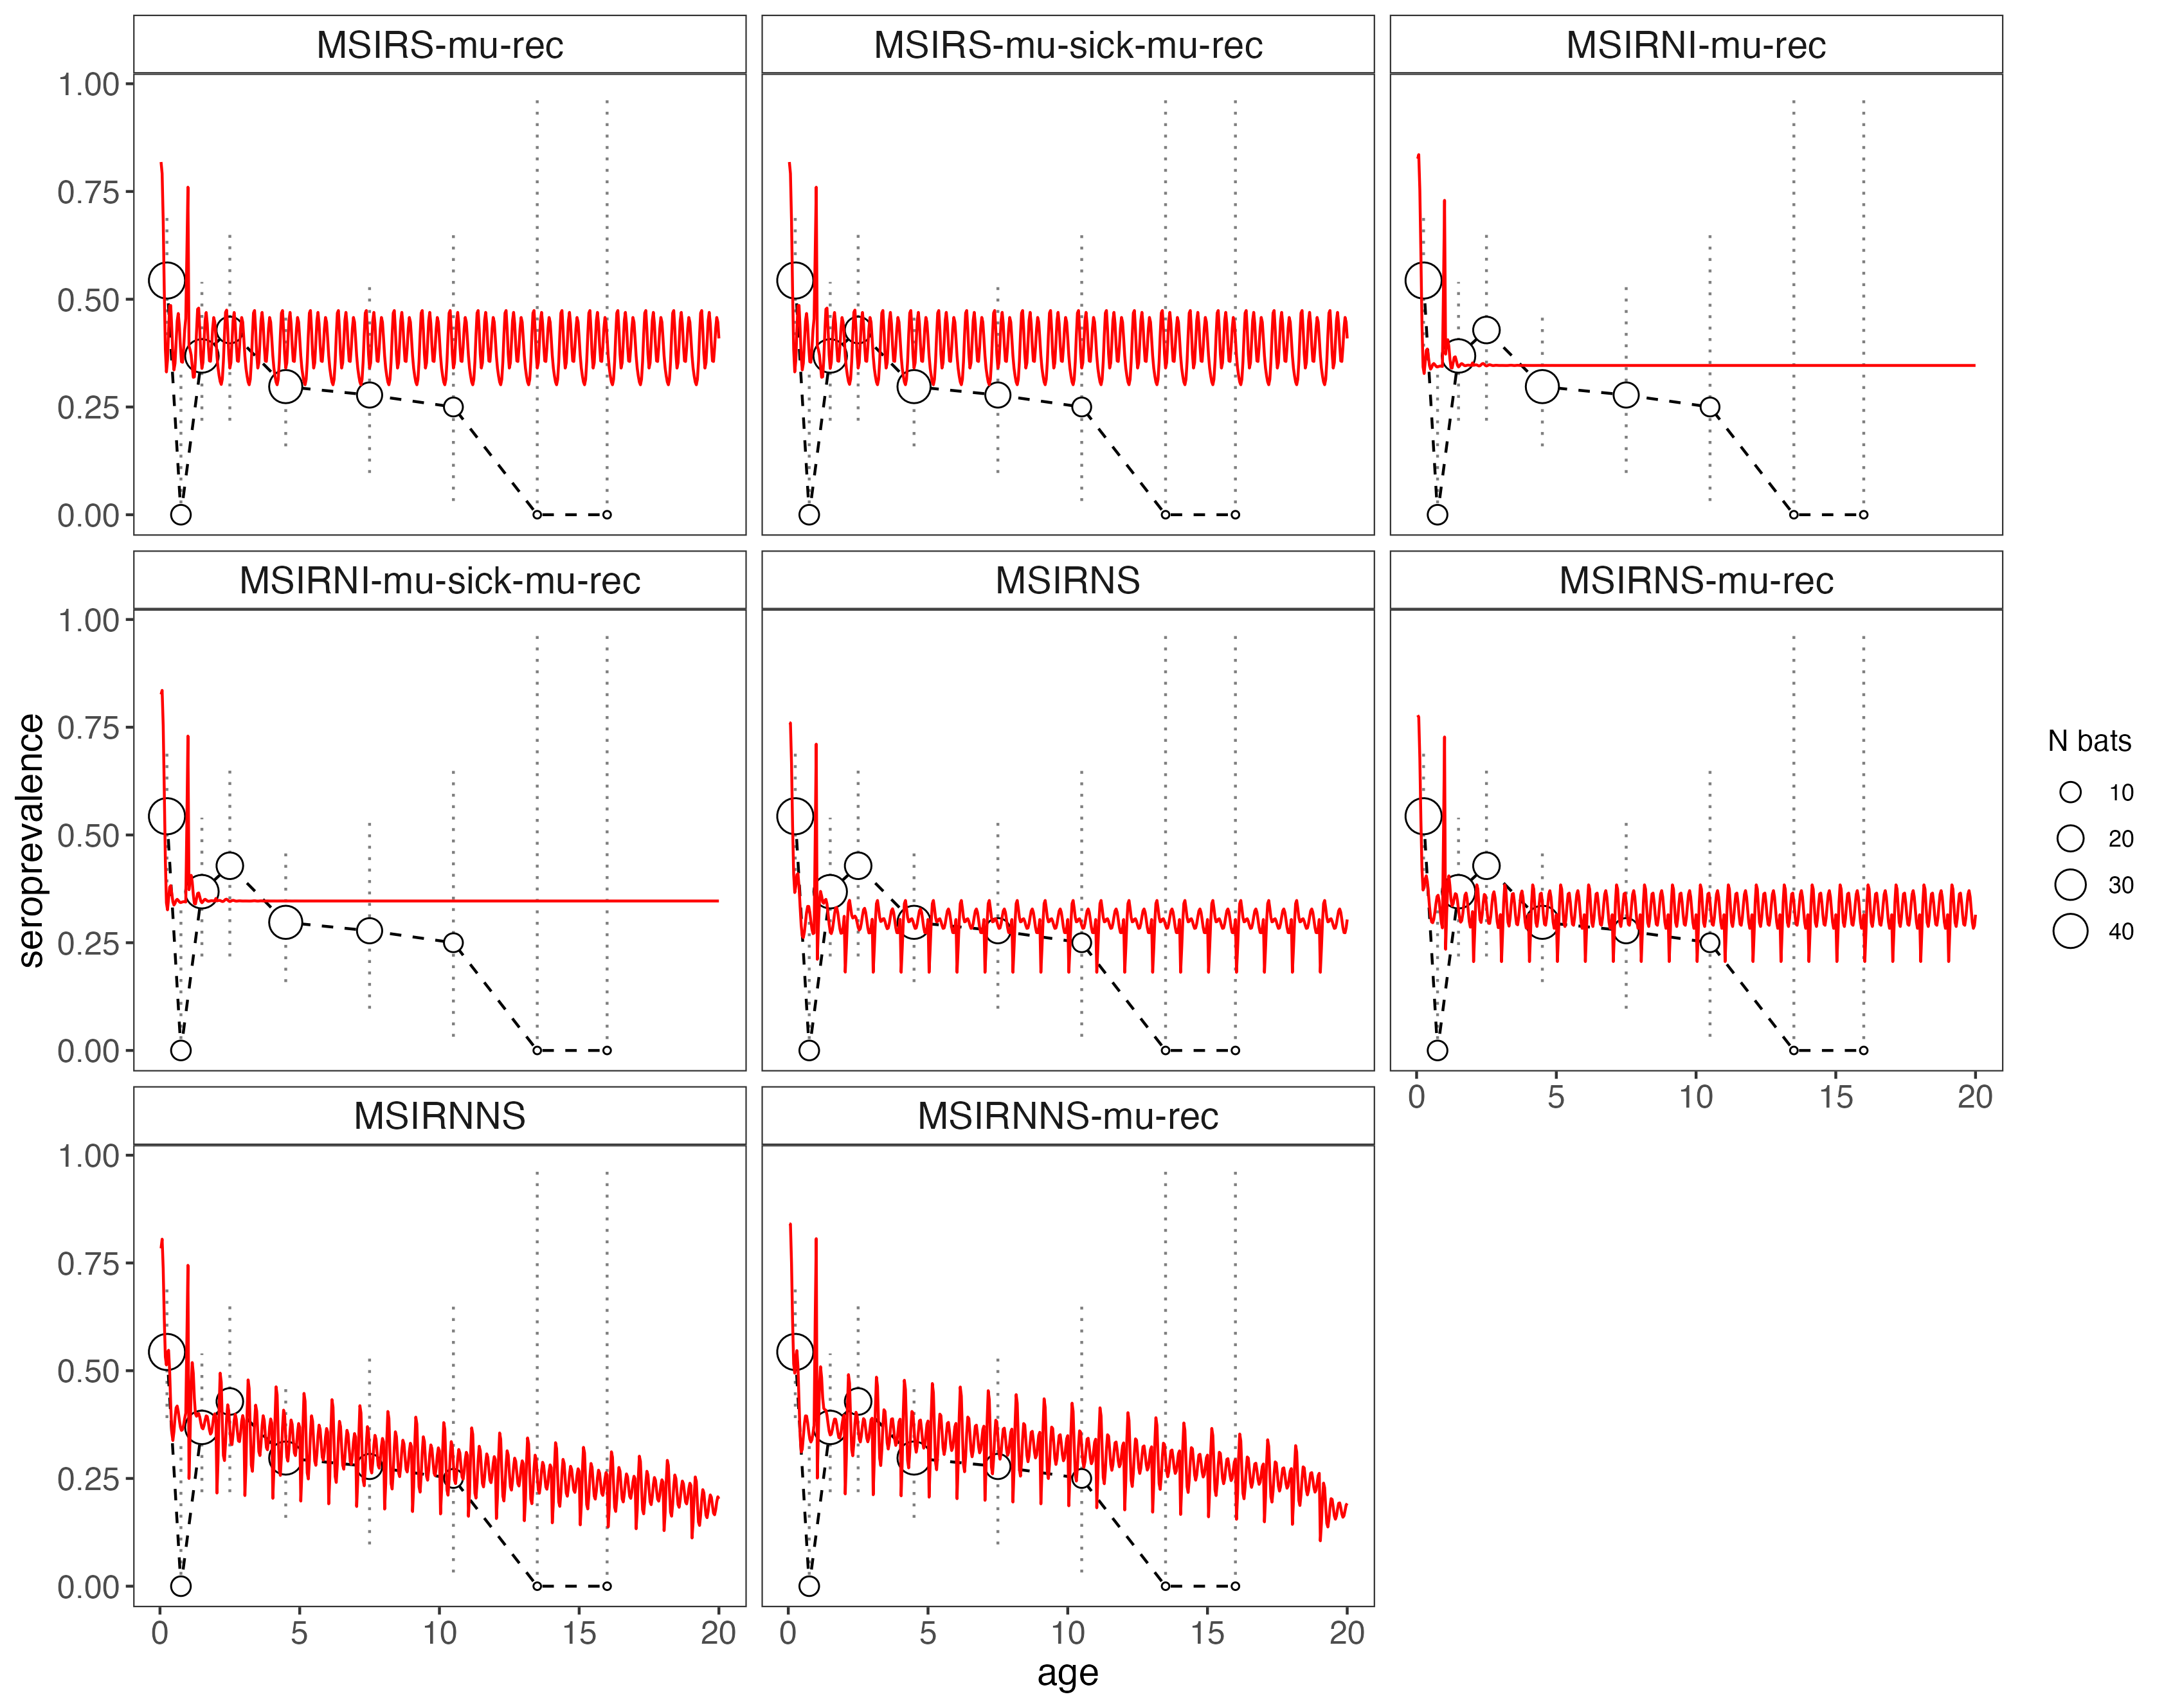 MSIRS-mu-rec
MSIRS-mu-sick-mu-rec
MSIRNI-mu-rec
1.00
0.75
0.50
0.25
0.00
MSIRNI-mu-sick-mu-rec
MSIRNS
MSIRNS-mu-rec
1.00
0.75
0.50
0.25
0.00
0 5 10 15 20
MSIRNNS
MSIRNNS-mu-rec
1.00
0.75
0.50
0.25
0.00
0 5 10 15 20
0 5 10 15 20
seroprevalence
age
N bats
10
20
30
40